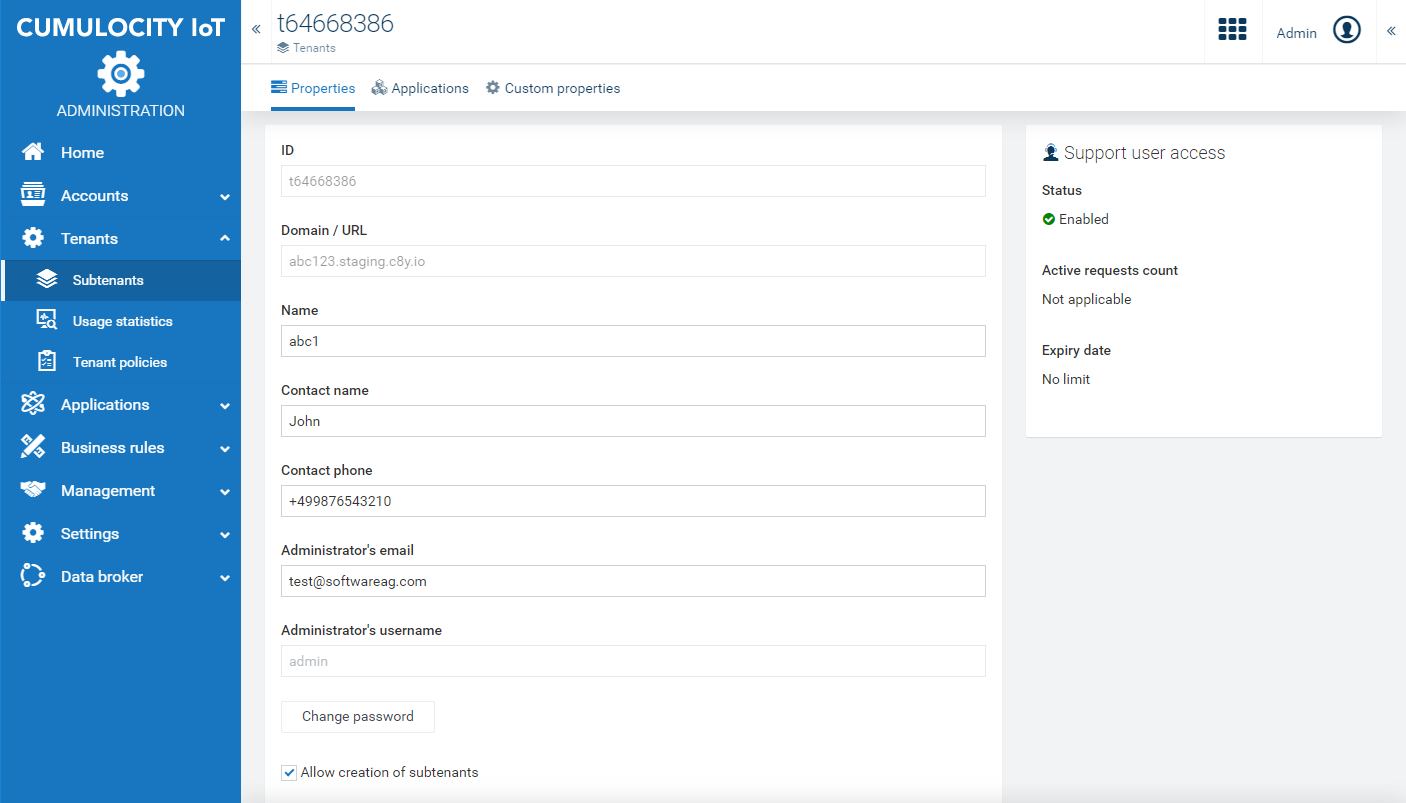 CUMULOCITY IoT
ADMINISTRATION
Home
Accounts
Tenants
Subtenants
Usage statistics
Tenant policies
Applications
Business rules
Management
Settings
Data broker
t64668386
Tenants
Admin
Properties
Applications
Custom properties
ID
t64668386
Domain / URL
abc123.staging.c8y.io
Name
abc1
Contact name
John
Contact phone
+499876543210
Administrator's email
test@softwareag.com
Administrator's username
admin
Change password
Allow creation of subtenants
Support user access
Status
Enabled
Active requests count
Not applicable
Expiry date
No limit